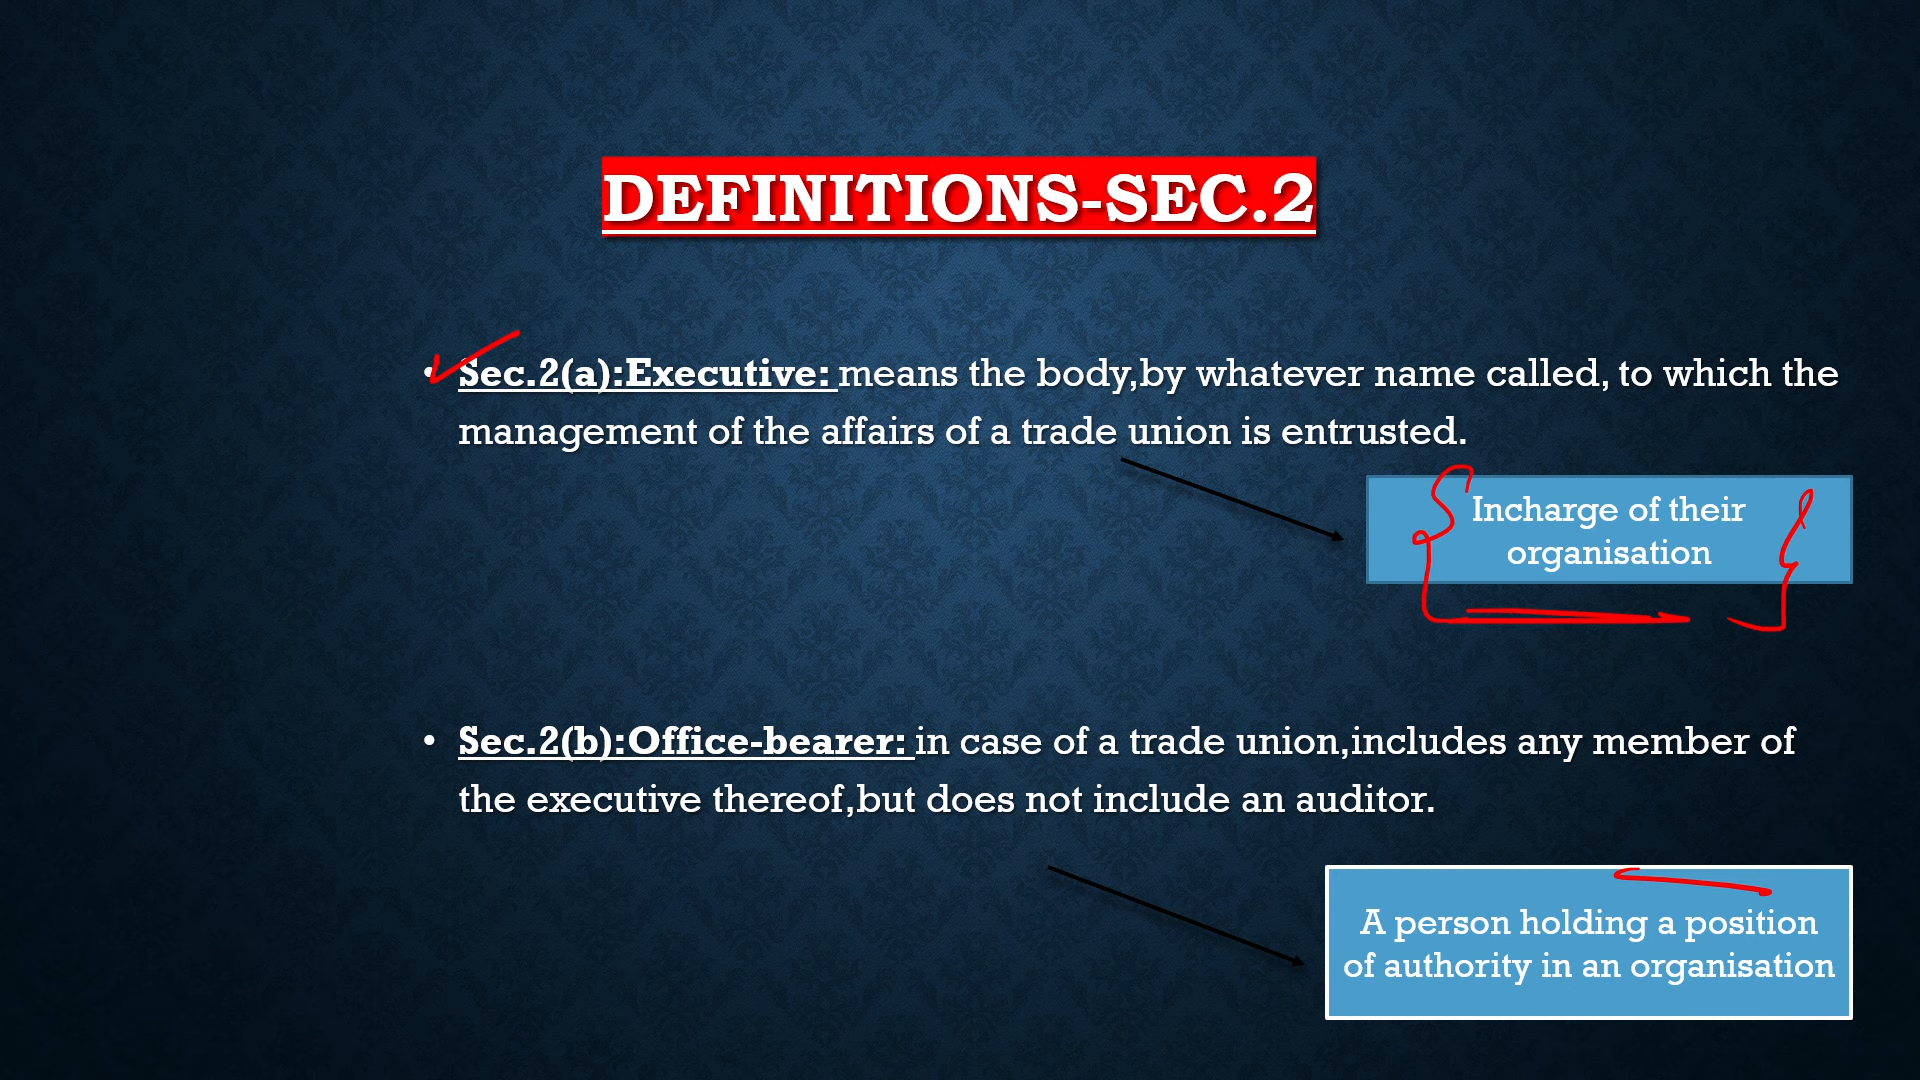 DEFINITIONS-SEC.2
• Sec.2(a):Executive: means the body,by whatever name called, to which the
management of the affairs of a trade union is entrusted.
Incharge of their
organisation
• Sec.2(b):Office-bearer: in case of a trade union,includes any member of
the executive thereof,but does not include an auditor.
A person holding a position
of authority in an organisation